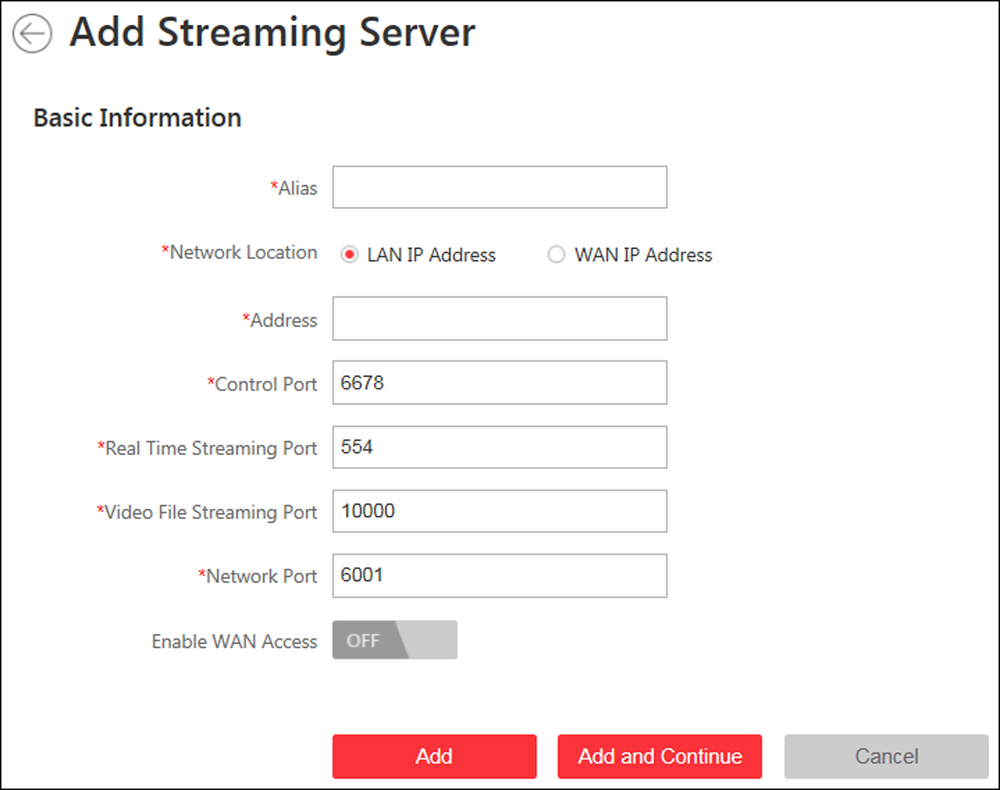 Add Streaming Server
Basic Information
*Alias
*Network Location LAN IP Address WAN IP Address
*Address
*Control Port 6678
*Real Time Streaming Port 554
*Video File Streaming Port 10000
*Network Port 6001
Enable WAN Access OFF
Add Add and Continue Cancel